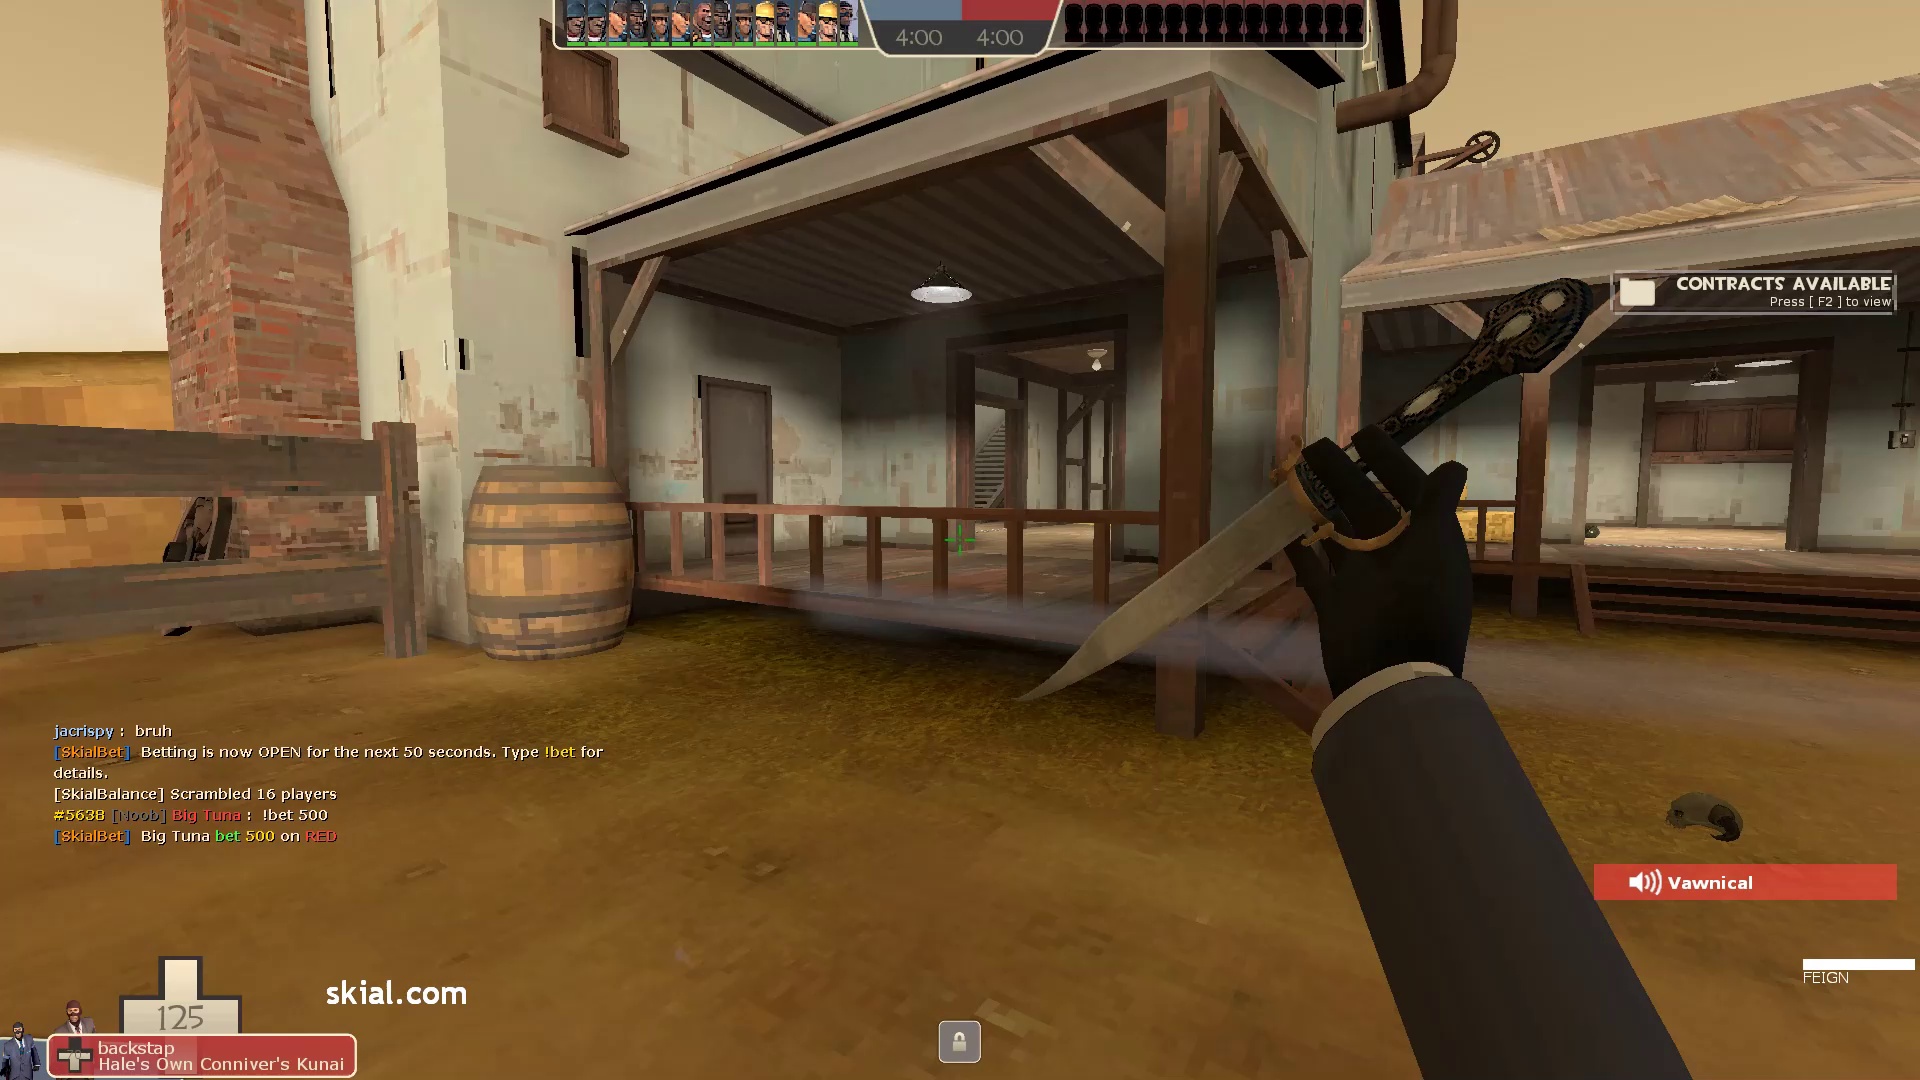 4:00 4:00
CONTRACTS AVAILABLE
Press [ F2 ] to view
jacrispy : bruh
[SkialBet] Betting is now OPEN for the next 50 seconds. Type !bet for
details.
[SkialBalance] Scrambled 16 players
#5638 [Noob] Big Tuna : !bet 500
[SkialBet] Big Tuna bet 500 on RED
Vawnical
FEIGN
skial.com
125
backstap
Hale's Own Conniver's Kunai